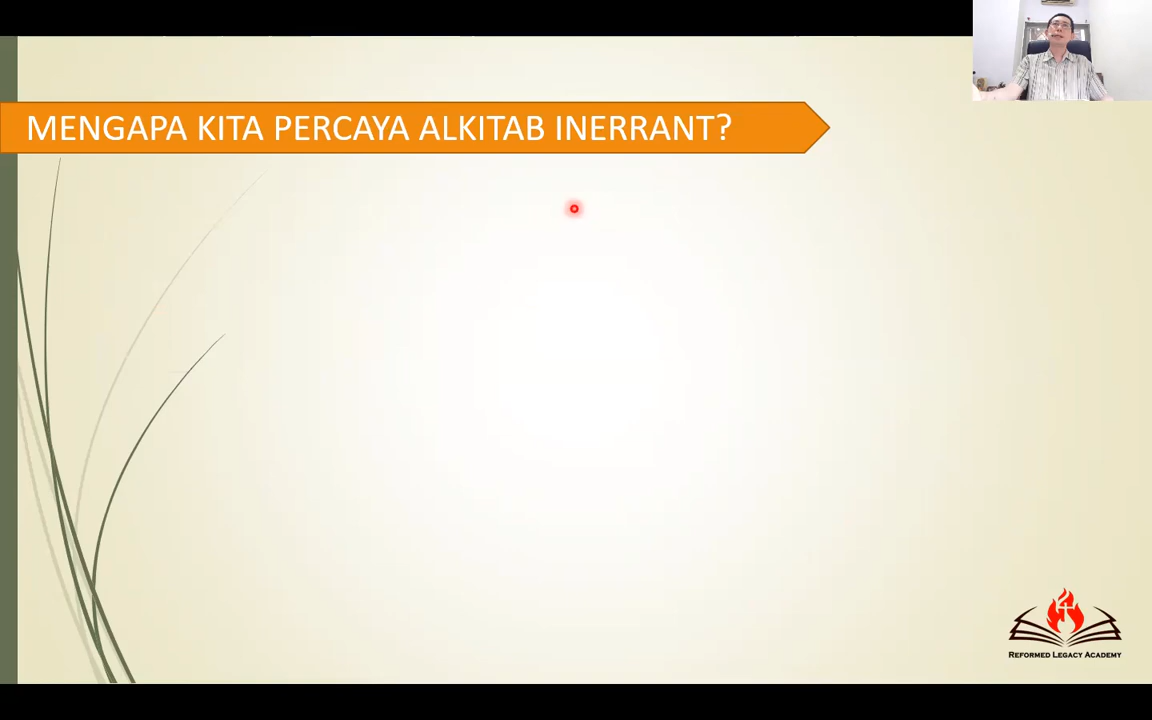 MENGAPA KITA PERCAYA ALKITAB INERRANT?
REFORMED LEGACY ACADEMY